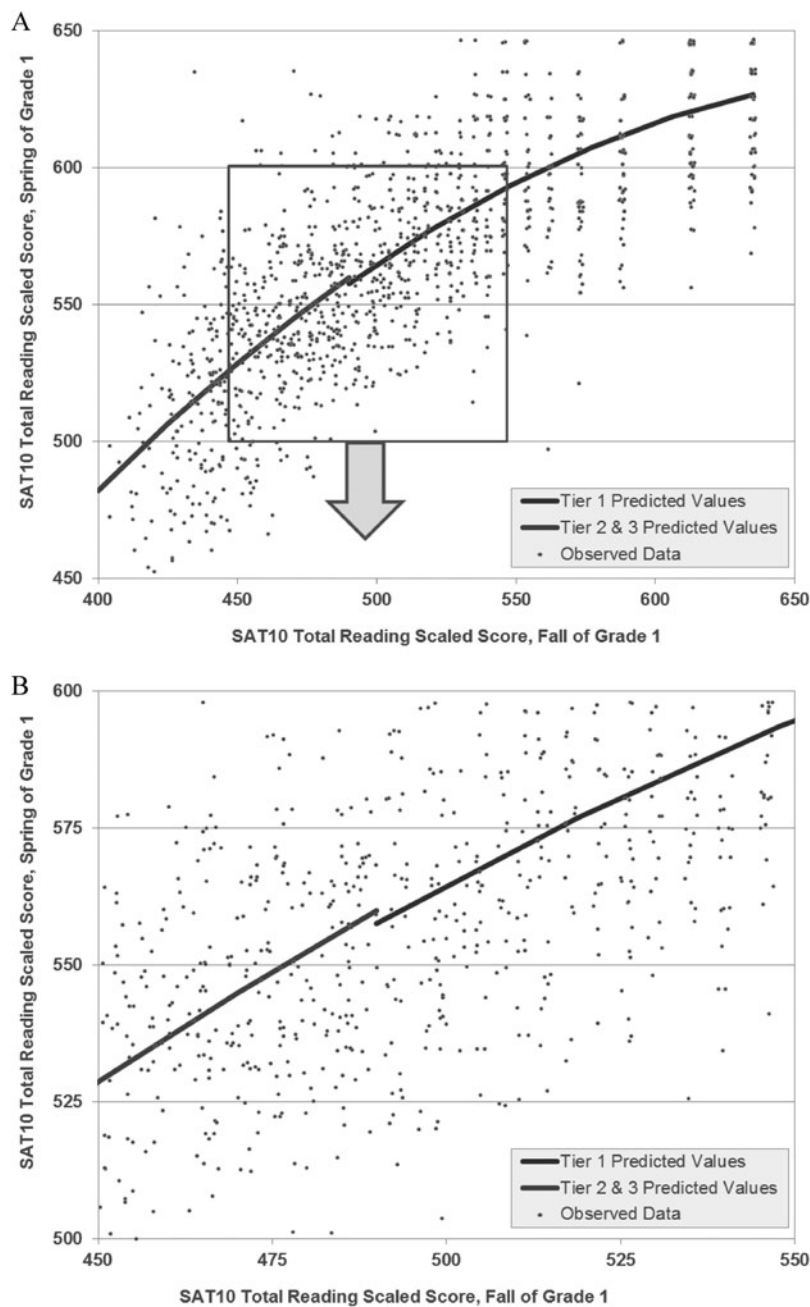 A
SAT10 Total Reading Scaled Score, Spring of Grade 1
650
600
550
500
450
400
450
500
550
600
650
Tier 1 Predicted Values
Tier 2 & 3 Predicted Values
Observed Data
SAT10 Total Reading Scaled Score, Fall of Grade 1
B
SAT10 Total Reading Scaled Score, Spring of Grade 1
600
575
550
525
500
450
475
500
525
550
Tier 1 Predicted Values
Tier 2 & 3 Predicted Values
Observed Data
SAT10 Total Reading Scaled Score, Fall of Grade 1